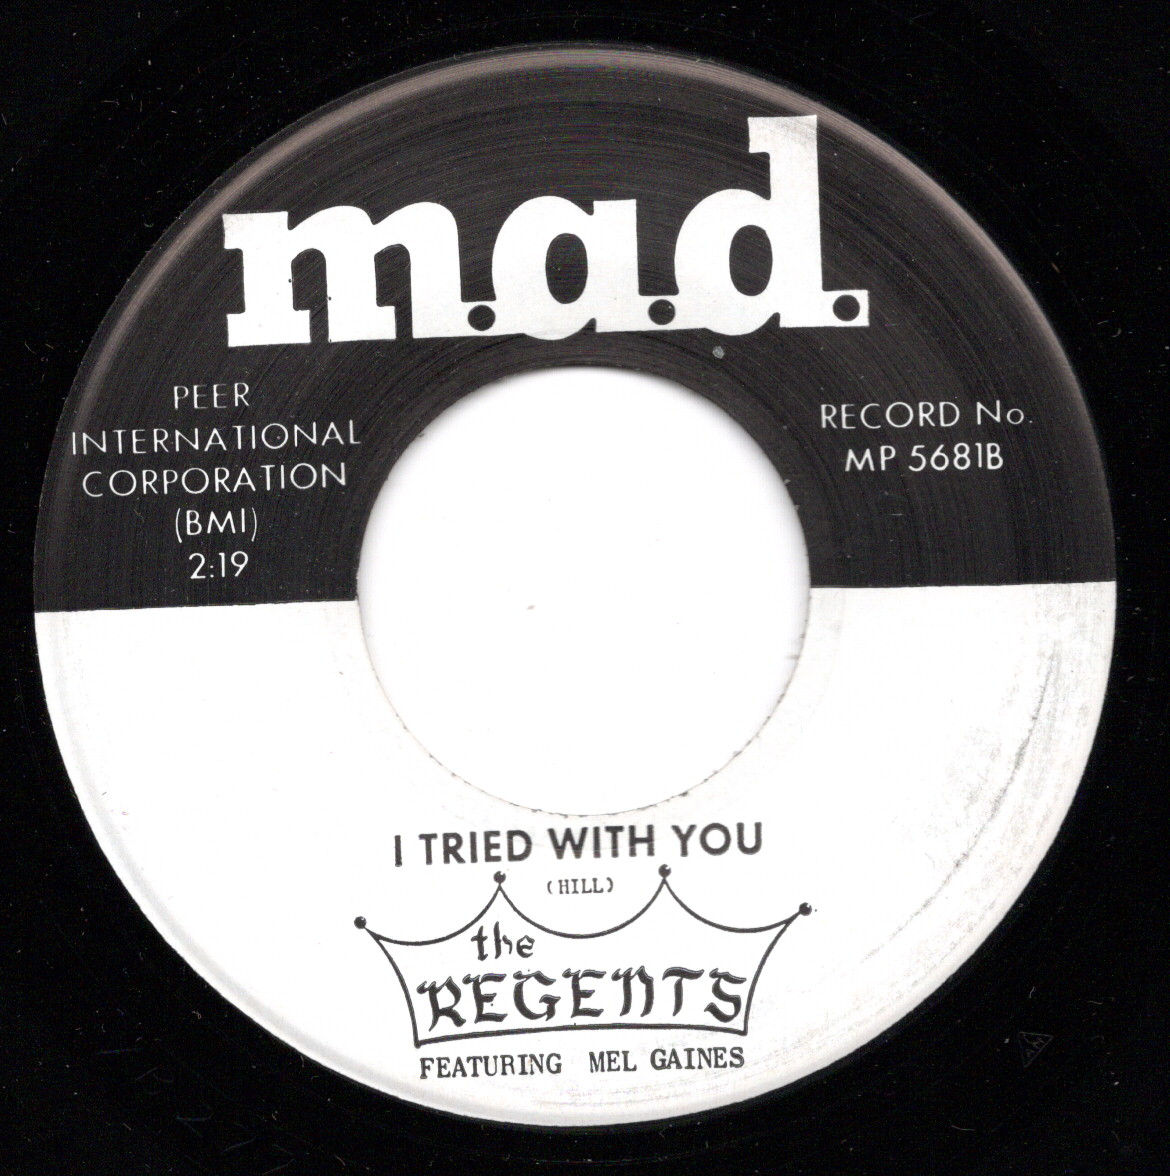 m.a.d.
PEER
INTERNATIONAL
CORPORATION
(BMI)
2:19
RECORD No.
MP 5681B
I TRIED WITH YOU
(HILL)
the
REGENTS
FEATURING MEL GAINES